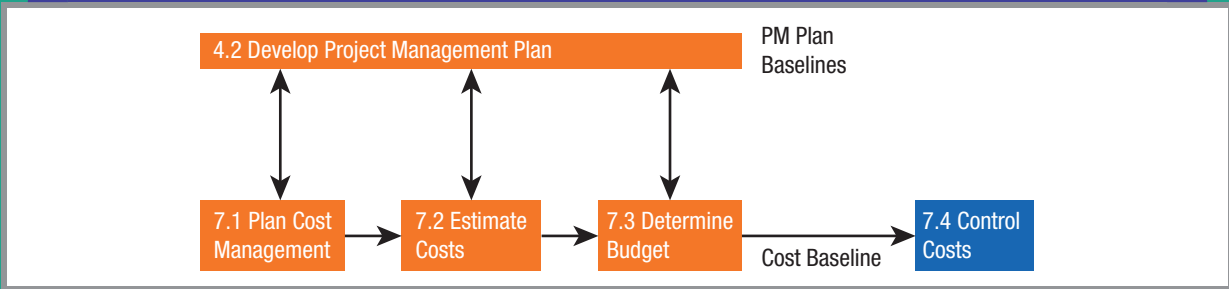 4.2 Develop Project Management Plan
PM Plan
Baselines
7.1 Plan Cost
Management
7.2 Estimate
Costs
7.3 Determine
Budget
Cost Baseline
7.4 Control
Costs